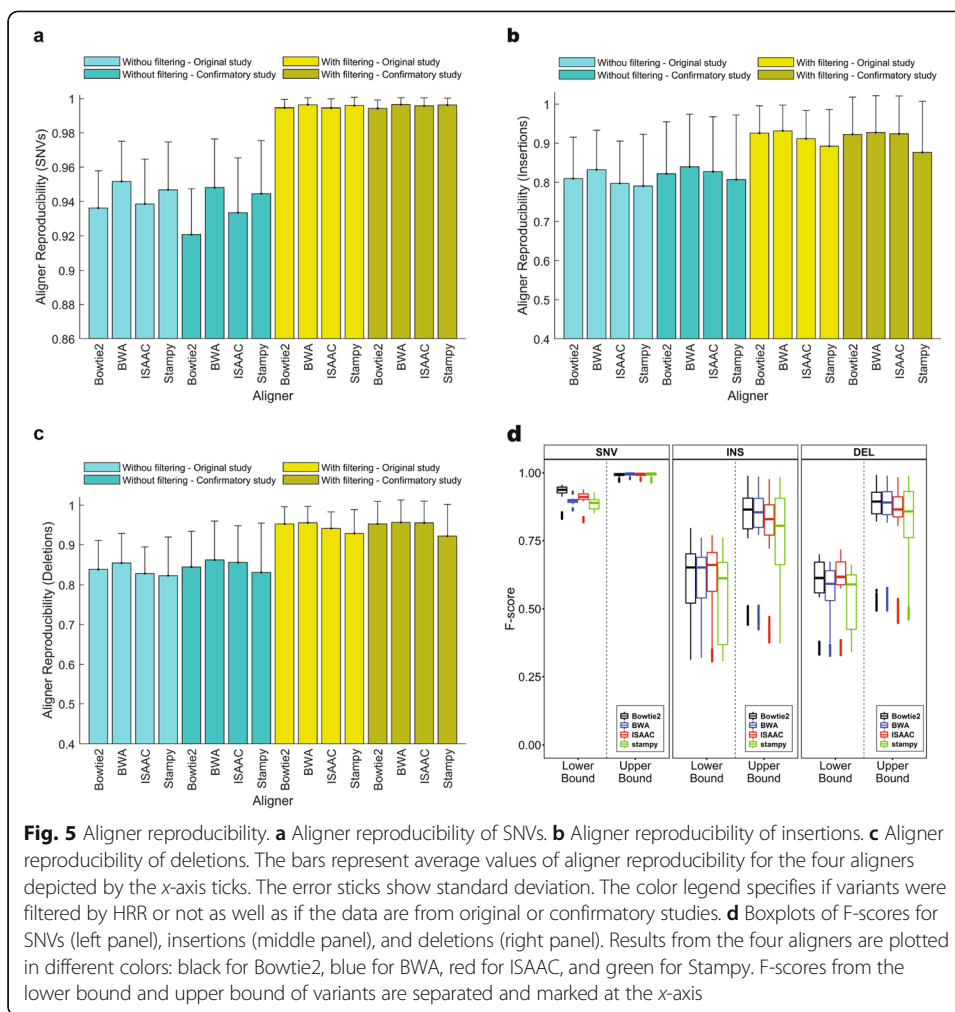 a
Withou filtering - Original study
With filtering - Original study
Without filtering - Confirmatory study
With filtering - Confirmatory study
Aligner Reproducibility (SNVs)
1
0.98
0.96
0.94
0.92
0.9
0.88
0.86
Bowtie2
BWA
ISAAC
Stampy
Bowtie2
BWA
ISAAC
Stampy
Bowtie2
BWA
ISAAC
Stampy
Bowtie2
BWA
ISAAC
Stampy
Aligner
b
Without filtering - Original study
With filtering - Original study
Without filtering - Confirmatory study
With filtering - Confirmatory study
Aligner Reproducibility (Insertions)
1
0.9
0.8
0.7
0.6
0.5
0.4
Bowtie2
BWA
ISAAC
Stampy
Bowtie2
BWA
ISAAC
Stampy
Bowtie2
BWA
ISAAC
Stampy
Bowtie2
BWA
ISAAC
Stampy
Aligner
c
Withou filtering - Original study
With filtering - Original study
Without filtering - Confirmatory study
With filtering - Confirmatory study
Aligner Reproducibility (Deletions)
1
0.9
0.8
0.7
0.6
0.5
0.4
Bowtie2
BWA
ISAAC
Stampy
Bowtie2
BWA
ISAAC
Stampy
Bowtie2
BWA
ISAAC
Stampy
Bowtie2
BWA
ISAAC
Stampy
Aligner
d
SNV
INS
DEL
F-score
1.00
0.75
0.50
0.25
0.00
Bowtie2
BWA
ISAAC
stampy
Bowtie2
BWA
ISAAC
stampy
Bowtie2
BWA
ISAAC
stampy
Lower Bound
Upper Bound
Lower Bound
Upper Bound
Lower Bound
Upper Bound
Fig. 5 Aligner reproducibility. a Aligner reproducibility of SNVs. b Aligner reproducibility of insertions. c Aligner
reproducibility of deletions. The bars represent average values of aligner reproducibility for the four aligners
depicted by the x-axis ticks. The error sticks show standard deviation. The color legend specifies if variants were
filtered by HRR or not as well as if the data are from original or confirmatory studies. d Boxplots of F-scores for
SNVs (left panel), insertions (middle panel), and deletions (right panel). Results from the four aligners are plotted
in different colors: black for Bowtie2, blue for BWA, red for ISAAC, and green for Stampy. F-scores from the
lower bound and upper bound of variants are separated and marked at the x-axis